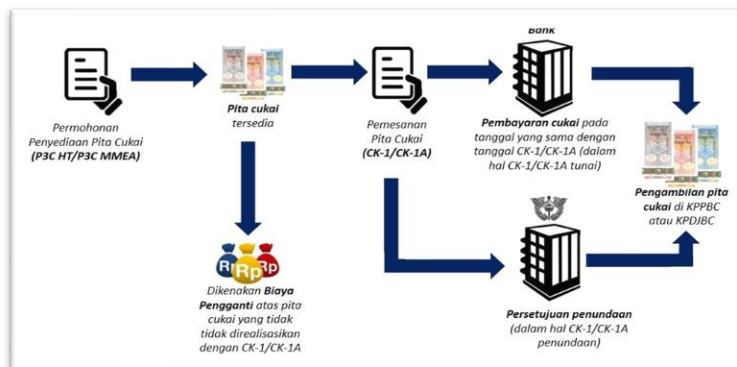 Bank
Permohonan
Penyediaan Pita Cukai
(P3C HT/P3C MMEA)
Pita cukai
tersedia
Pemesanan
Pita Cukai
(CK-1/CK-1A)
Pembayaran cukai pada
tanggal yang sama dengan
tanggal CK-1/CK-1A (dalam
hal CK-1/CK-1A tunai)
Pengambilan pita
cukai di KPPBC
atau KPDJBC
Rp Rp Rp
Dikenakan Biaya
Pengganti atas pita
cukai yang tidak
tidak direalisasikan
dengan CK-1/CK-1A
Persetujuan penundaan
(dalam hal CK-1/CK-1A
penundaan)